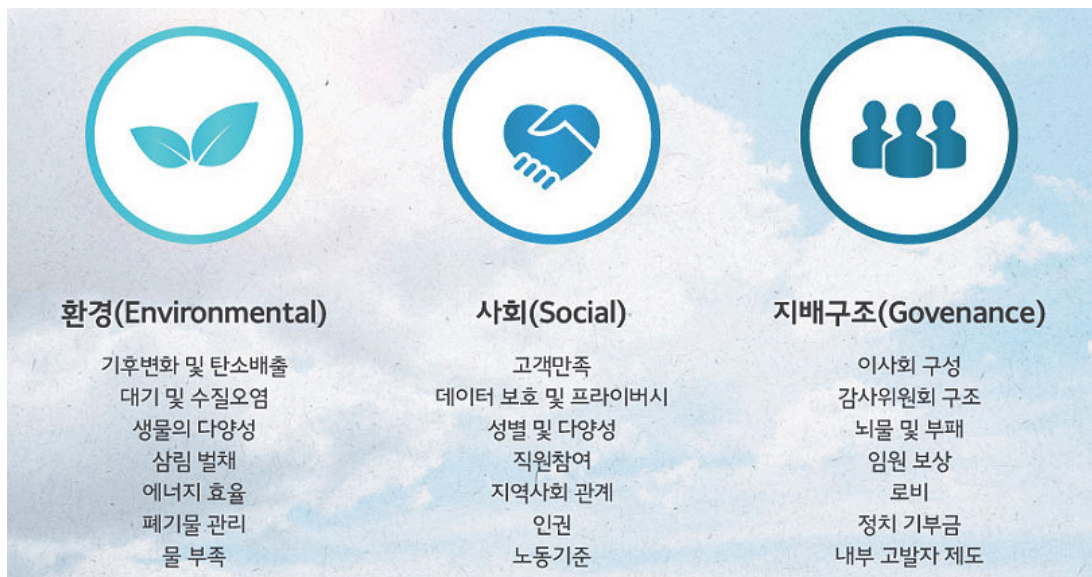 환경(Environmental)
기후변화 및 탄소배출
대기 및 수질오염
생물의 다양성
삼림 벌채
에너지 효율
폐기물 관리
물 부족
사회(Social)
고객만족
데이터 보호 및 프라이버시
성별 및 다양성
직원참여
지역사회 관계
인권
노동기준
지배구조(Govenance)
이사회 구성
감사위원회 구조
뇌물 및 부패
임원 보상
로비
정치 기부금
내부 고발자 제도